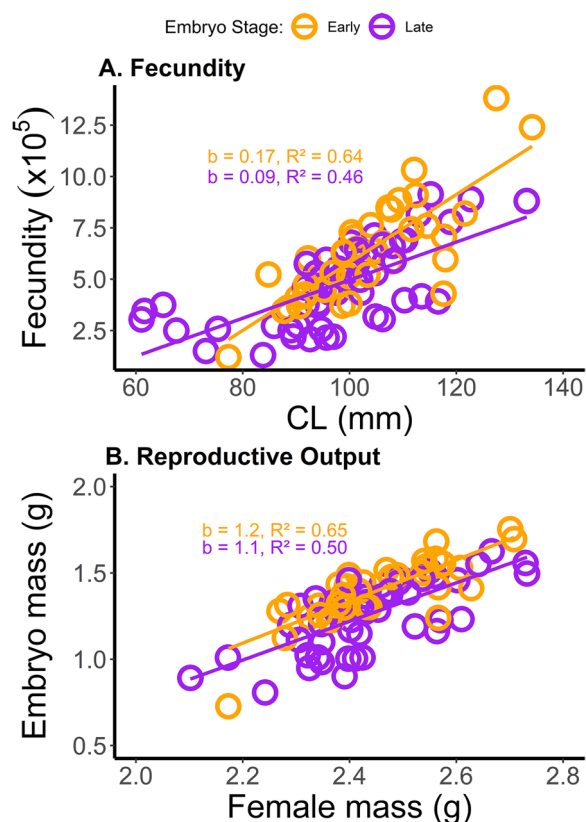 Embryo Stage: Early Late
A. Fecundity
12.5
10.0
7.5
5.0
2.5
Fecundity (x10⁵)
b = 0.17, R² = 0.64
b = 0.09, R² = 0.46
60 80 100 120 140
CL (mm)
B. Reproductive Output
2.0
1.5
1.0
0.5
Embryo mass (g)
b = 1.2, R² = 0.65
b = 1.1, R² = 0.50
2.0 2.2 2.4 2.6 2.8
Female mass (g)